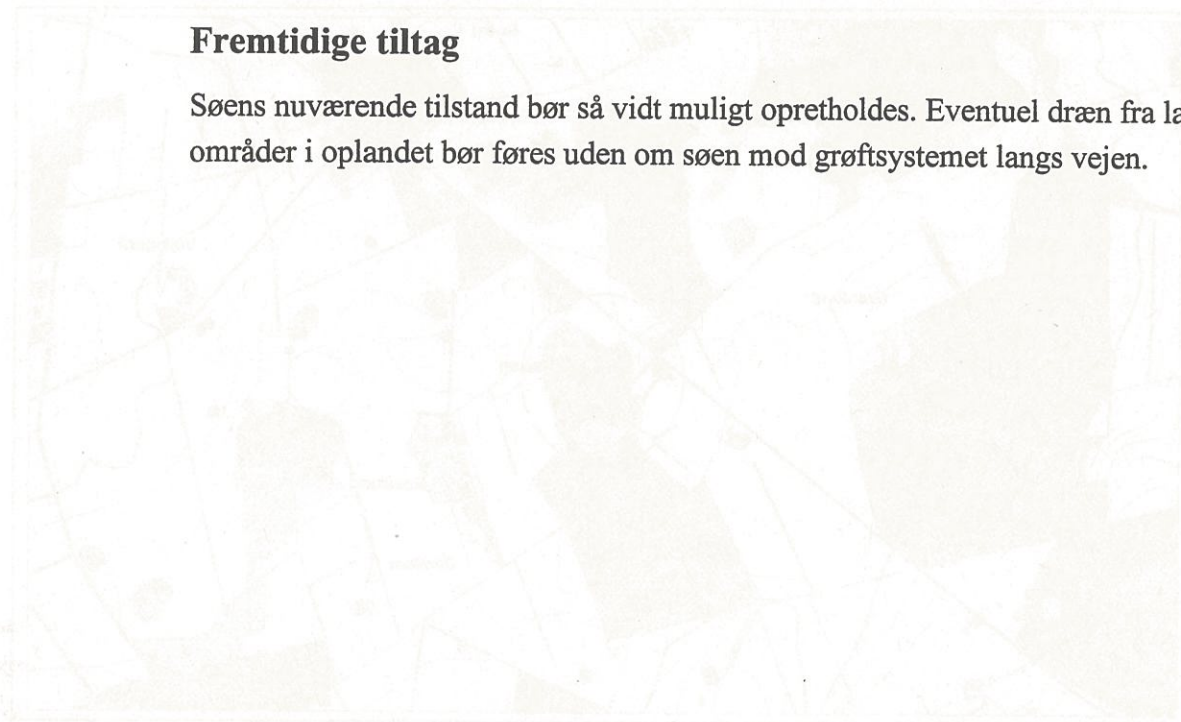 Fremtidige tiltag
Søens nuværende tilstand bør så vidt muligt opretholdes. Eventuel dræn fra
områder i oplandet bør føres uden om søen mod grøftsystemet langs vejen.